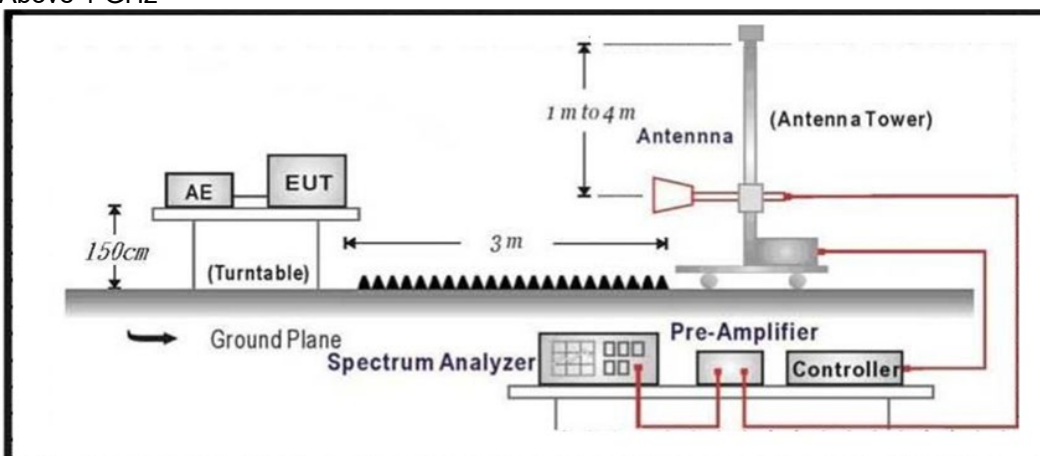 Above 1 GHz
1 m to 4 m
Antennna
(Antenna Tower)
AE
EUT
150cm
3 m
(Turntable)
Ground Plane
Pre-Amplifier
Spectrum Analyzer
Controller